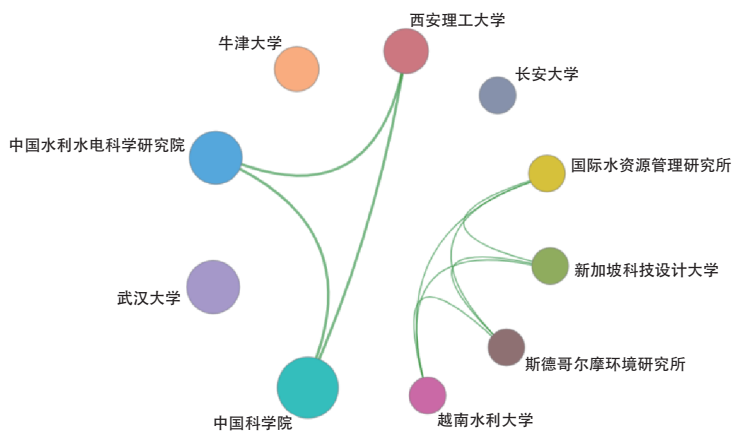 西安理工大学
牛津大学
长安大学
中国水利水电科学研究院
国际水资源管理研究所
新加坡科技设计大学
武汉大学
斯德哥尔摩环境研究所
中国科学院
越南水利大学